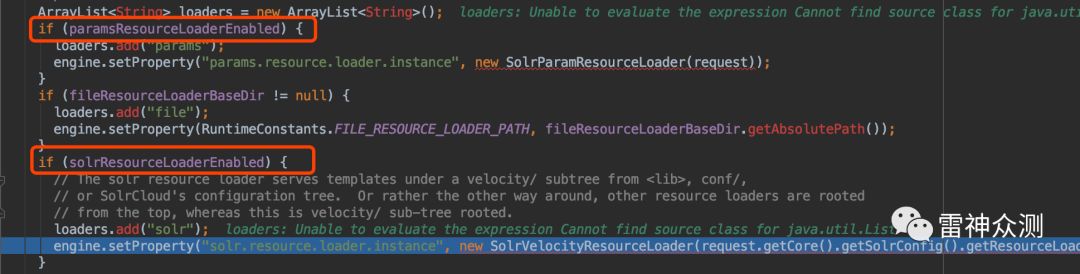 ArrayList<String> loaders = new ArrayList<String>();  loaders: Unable to evaluate the expression Cannot find source class for java.util.
if (paramsResourceLoaderEnabled) {
loaders.add("params");
engine.setProperty("params.resource.loader.instance", new SolrParamResourceLoader(request));
}
if (fileResourceLoaderBaseDir != null) {
loaders.add("file");
engine.setProperty(RuntimeConstants.FILE_RESOURCE_LOADER_PATH, fileResourceLoaderBaseDir.getAbsolutePath());
}
if (solrResourceLoaderEnabled) {
// The solr resource loader serves templates under a velocity/ subtree from <lib>, conf/,
// or SolrCloud's configuration tree.  Or rather the other way around, other resource loaders are rooted
// from the top, whereas this is velocity/ sub-tree rooted.
loaders.add("solr");  loaders: Unable to evaluate the expression Cannot find source class for java.util.List
engine.setProperty("solr.resource.loader.instance", new SolrVelocityResourceLoader(request.getCore().getSolrConfig().getResourceLoad
}
雷神众测